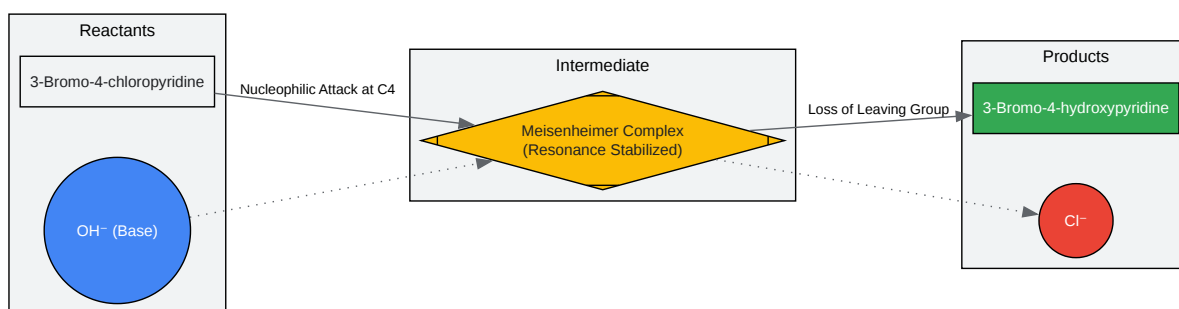 Reactants
3-Bromo-4-chloropyridine
OH⁻ (Base)
Nucleophilic Attack at C4
Intermediate
Meisenheimer Complex
(Resonance Stabilized)
Loss of Leaving Group
Products
3-Bromo-4-hydroxypyridine
Cl⁻